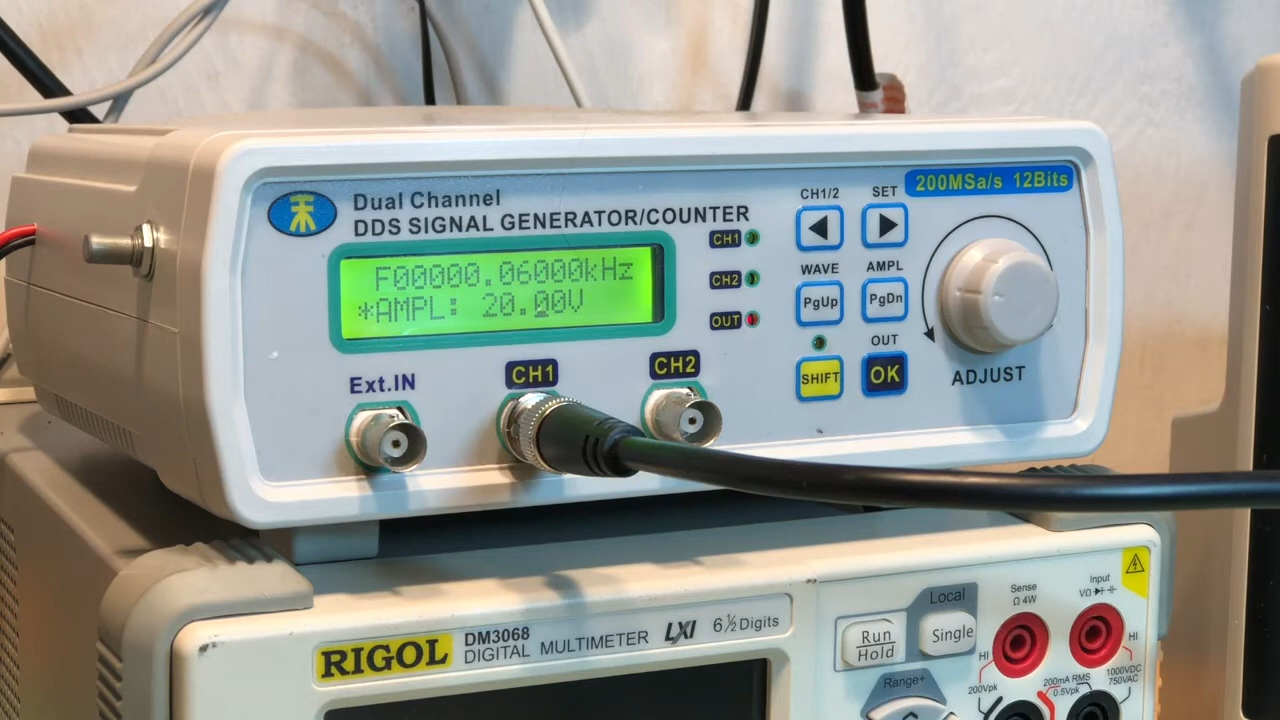 Dual Channel
DDS SIGNAL GENERATOR/COUNTER
200MSa/s 12Bits
F00000.06000kHz
*AMPL: 20.00V
CH1
CH2
OUT
CH1/2
SET
WAVE
AMPL
PgUp
PgDn
OUT
SHIFT
OK
ADJUST
Ext.IN
CH1
CH2
RIGOL
DM3068
DIGITAL MULTIMETER
LXI
6½ Digits
Run
Hold
Local
Single
Range+
Sense
Ω 4W
Input
VΩ
HI
HI
200Vpk
200mA RMS
0.5Vpk
1000VDC
750VAC